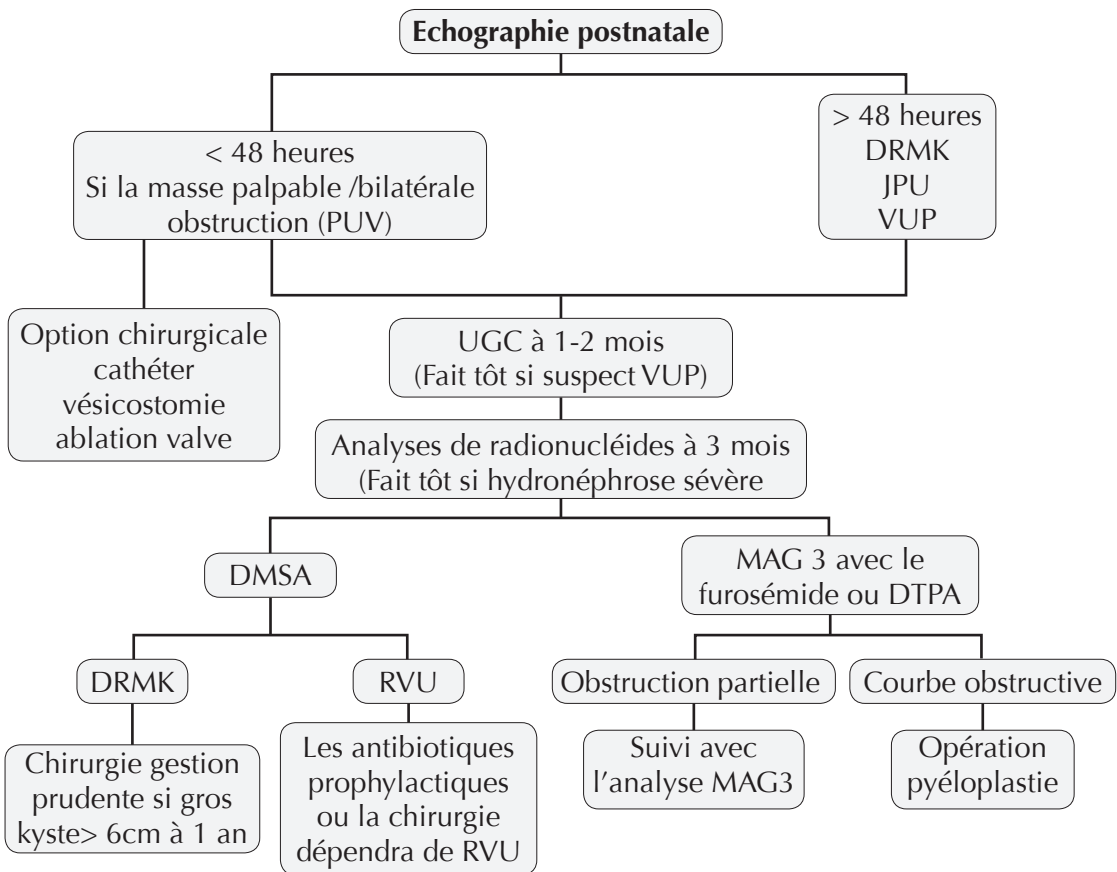 Echographie postnatale
< 48 heures
Si la masse palpable /bilatérale
obstruction (PUV)
> 48 heures
DRMK
JPU
VUP
Option chirurgicale
cathéter
vésicostomie
ablation valve
UGC à 1-2 mois
(Fait tôt si suspect VUP)
Analyses de radionucléides à 3 mois
(Fait tôt si hydronéphrose sévère
DMSA
MAG 3 avec le
furosémide ou DTPA
DRMK
RVU
Obstruction partielle
Courbe obstructive
Chirurgie gestion
prudente si gros
kyste> 6cm à 1 an
Les antibiotiques
prophylactiques
ou la chirurgie
dépendra de RVU
Suivi avec
l'analyse MAG3
Opération
pyéloplastie